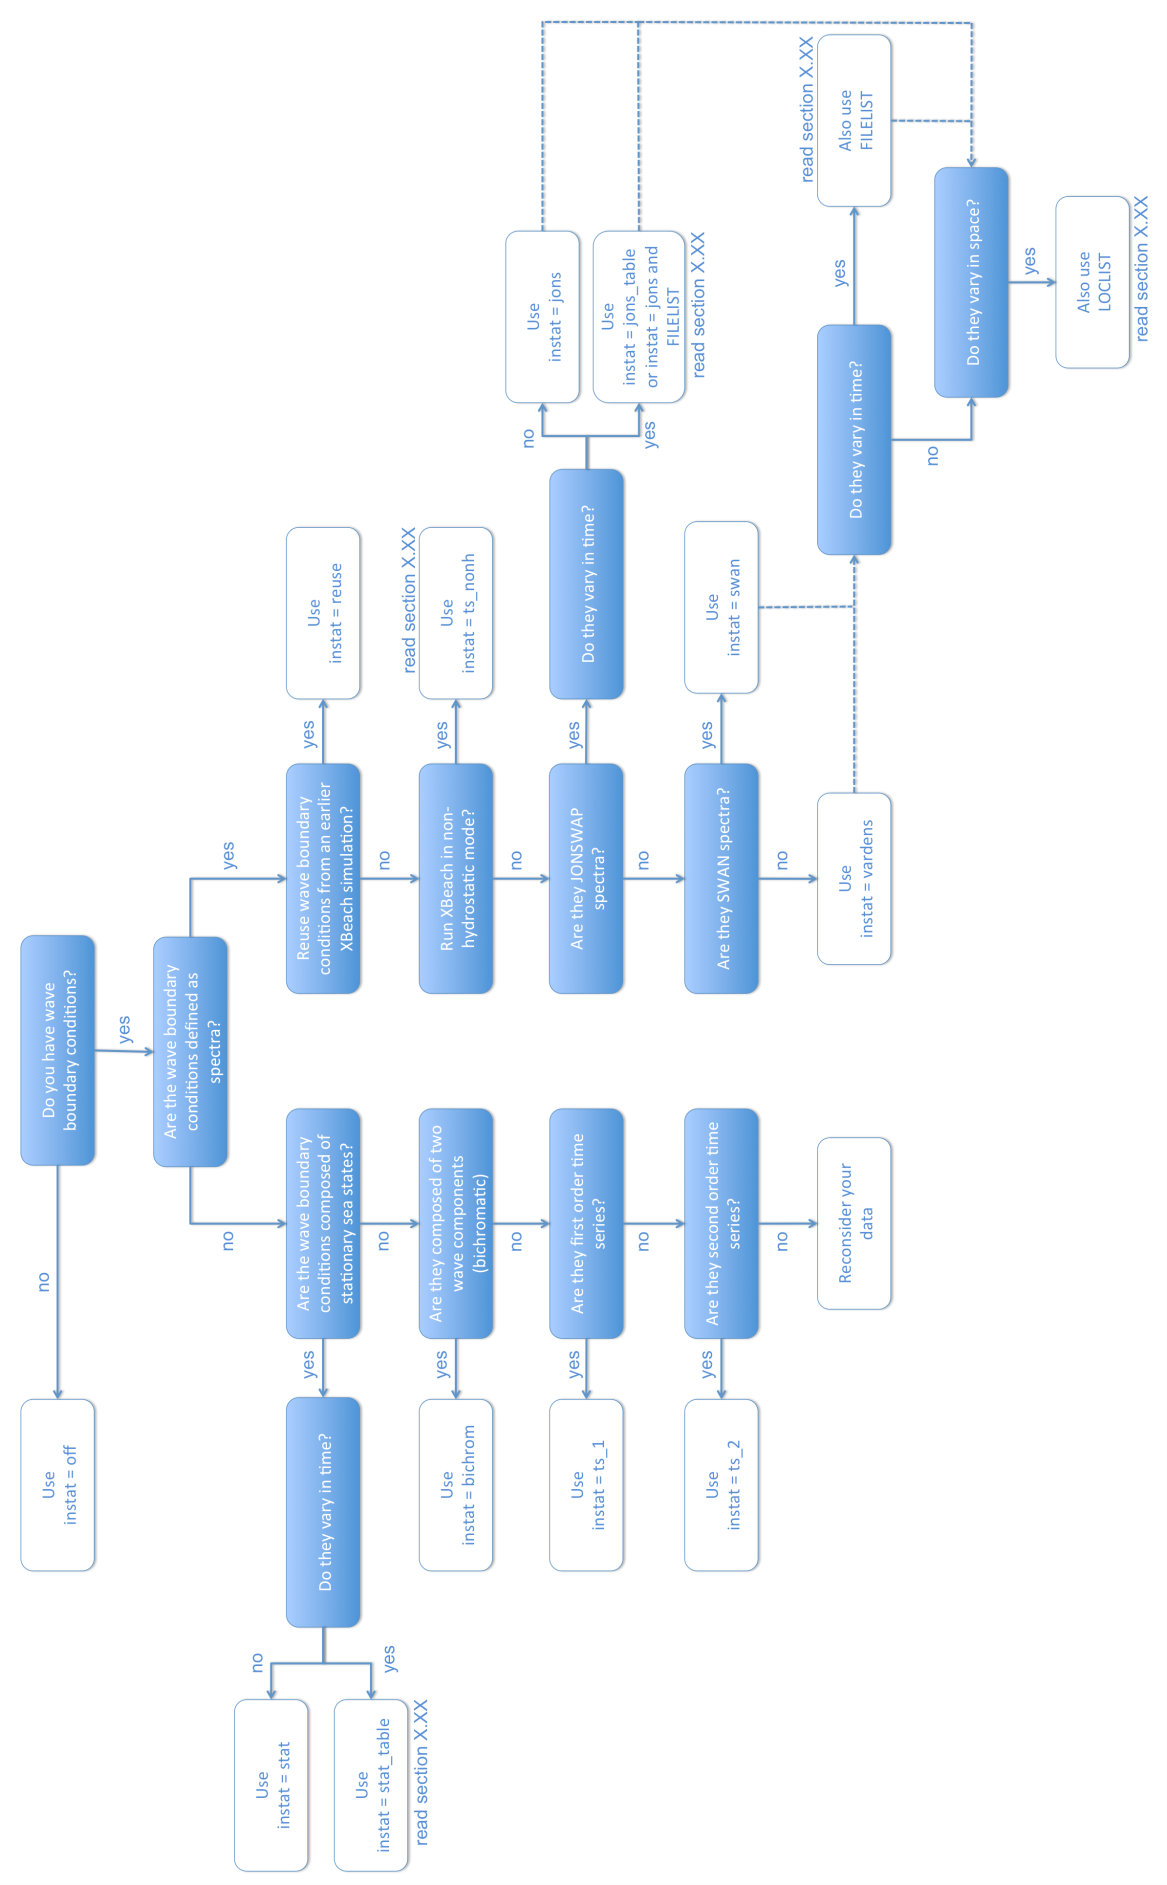 Do you have wave
boundary conditions?
no
Use
instat = off
yes
Are the wave boundary
conditions defined as
spectra?
no
yes
Are the wave boundary
conditions composed of
stationary sea states?
yes
Do they vary in time?
no
Use
instat = stat
yes
Use
instat = stat_table
read section X.XX
no
Are they composed of two
wave components
(bichromatic)
yes
Use
instat = bichrom
no
Are they first order time
series?
yes
Use
instat = ts_1
no
Are they second order time
series?
yes
Use
instat = ts_2
no
Reconsider your
data
Reuse wave boundary
conditions from an earlier
XBeach simulation?
yes
Use
instat = reuse
no
Run XBeach in non-
hydrostatic mode?
yes
read section X.XX
Use
instat = ts_nonh
no
Are they JONSWAP
spectra?
yes
Do they vary in time?
no
Use
instat = jons
yes
Use
instat = jons_table
or instat = jons and
FILELIST
read section X.XX
no
Are they SWAN spectra?
yes
Use
instat = swan
no
Use
instat = vardens
Do they vary in time?
yes
read section X.XX
Also use
FILELIST
no
Do they vary in space?
yes
Also use
LOCLIST
read section X.XX